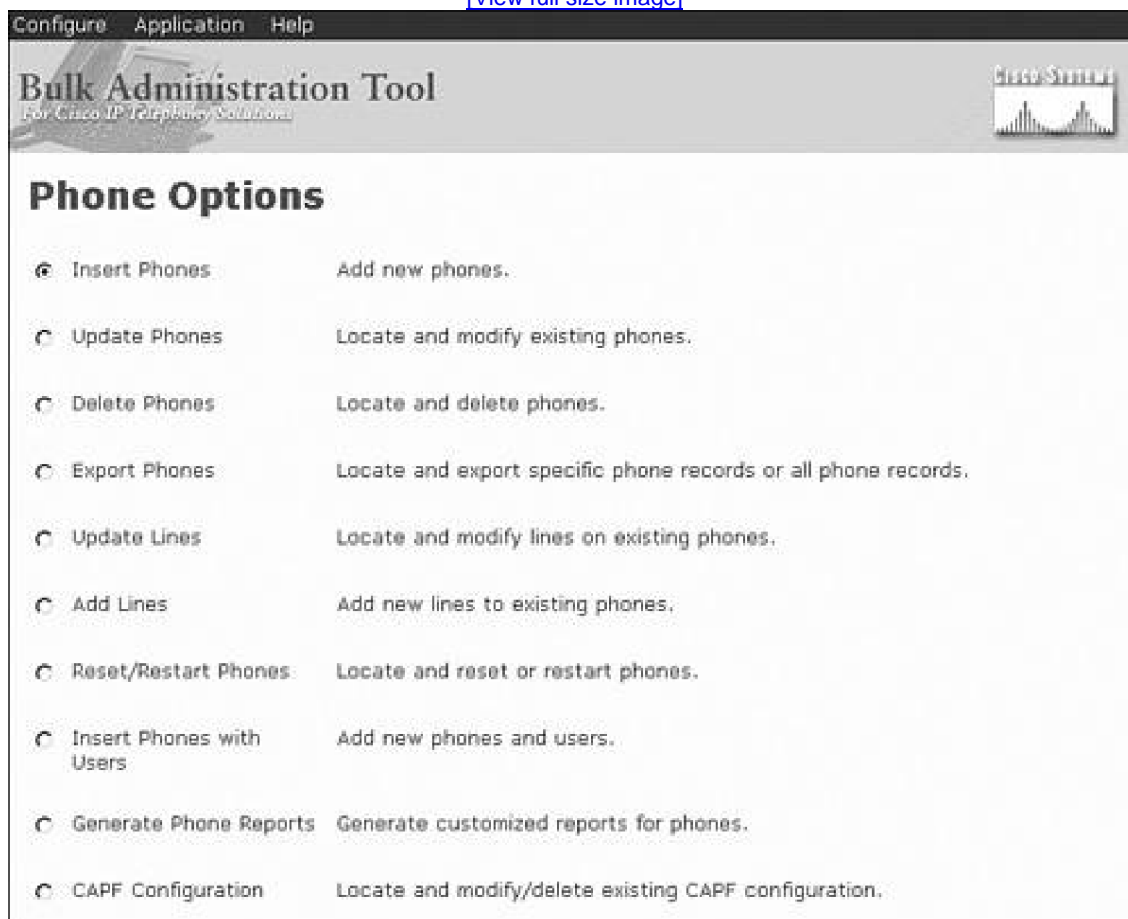 [View full size image]
Configure Application Help
Bulk Administration Tool
For Cisco IP Telephony Solutions
Cisco Systems
Phone Options
Insert Phones Add new phones.
Update Phones Locate and modify existing phones.
Delete Phones Locate and delete phones.
Export Phones Locate and export specific phone records or all phone records.
Update Lines Locate and modify lines on existing phones.
Add Lines Add new lines to existing phones.
Reset/Restart Phones Locate and reset or restart phones.
Insert Phones with Add new phones and users.
Users
Generate Phone Reports Generate customized reports for phones.
CAPF Configuration Locate and modify/delete existing CAPF configuration.